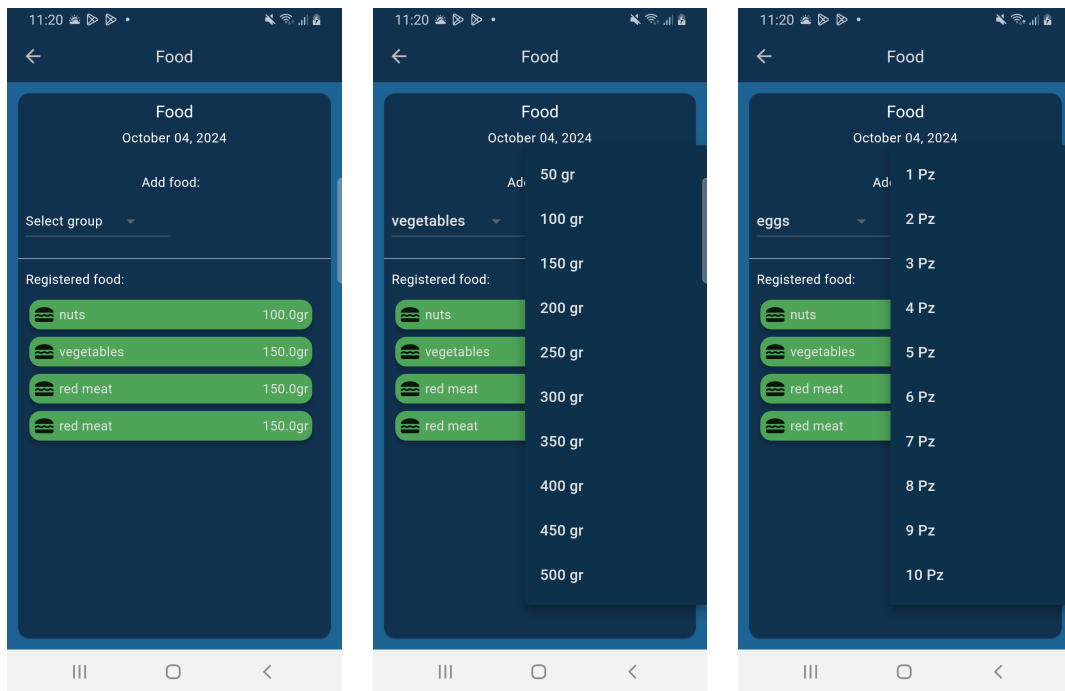 11:20
Food
Food
October 04, 2024
Add food:
Select group
Registered food:
nuts 100.0gr
vegetables 150.0gr
red meat 150.0gr
red meat 150.0gr
11:20
Food
Food
October 04, 2024
Ad
vegetables
Registered food:
nuts
vegetables
red meat
red meat
50 gr
100 gr
150 gr
200 gr
250 gr
300 gr
350 gr
400 gr
450 gr
500 gr
11:20
Food
Food
October 04, 2024
Ad
eggs
Registered food:
nuts
vegetables
red meat
red meat
1 Pz
2 Pz
3 Pz
4 Pz
5 Pz
6 Pz
7 Pz
8 Pz
9 Pz
10 Pz